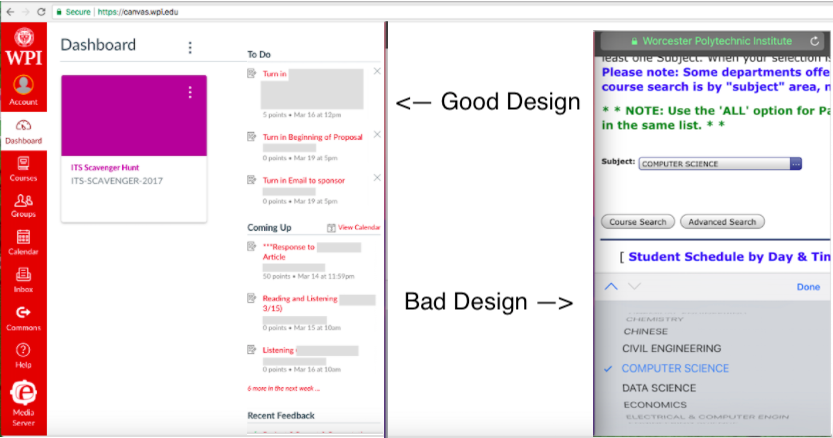 Secure | https://canvas.wpi.edu
WPI
Account
Dashboard
Courses
Groups
Calendar
Inbox
Commons
Help
Media
Server
Dashboard
ITS Scavenger Hunt
ITS-SCAVENGER-2017
To Do
Turn in
5 points • Mar 16 at 12pm
Turn in Beginning of Proposal
0 points • Mar 19 at 5pm
Turn in Email to sponsor
0 points • Mar 19 at 5pm
Coming Up
View Calendar
***Response to
Article
50 points • Mar 14 at 11:59pm
Reading and Listening
3/15)
0 points • Mar 15 at 10am
Listening
0 points • Mar 16 at 10am
6 more in the next week ...
Recent Feedback
<— Good Design
Bad Design —>
Worcester Polytechnic Institute
least one Subject. When your selection is
Please note: Some departments offe
course search is by "subject" area, n
* * NOTE: Use the 'ALL' option for Pa
in the same list. * *
Subject: COMPUTER SCIENCE
Course Search Advanced Search
[ Student Schedule by Day & Tim
Done
CHEMISTRY
CHINESE
CIVIL ENGINEERING
✓ COMPUTER SCIENCE
DATA SCIENCE
ECONOMICS
ELECTRICAL & COMPUTER ENGIN